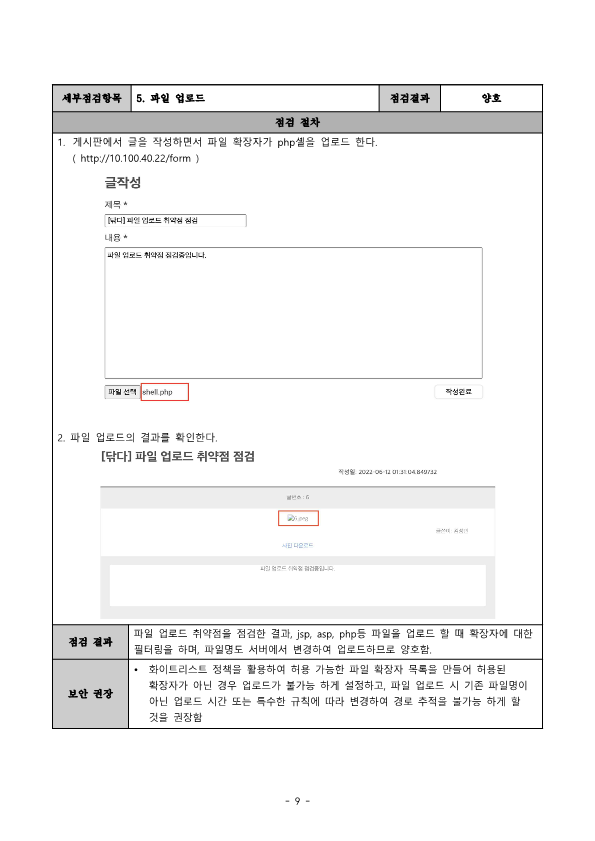 세부점검항목 5. 파일 업로드 점검결과 양호
점검 절차
1. 게시판에서 글을 작성하면서 파일 확장자가 php셸을 업로드 한다.
( http://10.100.40.22/form )
글작성
제목 *
[닦다] 파일 업로드 취약점 점검
내용 *
파일 업로드 취약점 점검중입니다.
파일 선택 shell.php
작성완료
2. 파일 업로드의 결과를 확인한다.
[닦다] 파일 업로드 취약점 점검
작성일: 2022-06-12 01:31:04.849732
글번호 : 6
사진 다운로드
파일 업로드 취약점 점검중입니다.
점검 결과
파일 업로드 취약점을 점검한 결과, jsp, asp, php등 파일을 업로드 할 때 확장자에 대한
필터링을 하며, 파일명도 서버에서 변경하여 업로드하므로 양호함.
보안 권장
• 화이트리스트 정책을 활용하여 허용 가능한 파일 확장자 목록을 만들어 허용된
확장자가 아닌 경우 업로드가 불가능 하게 설정하고, 파일 업로드 시 기존 파일명이
아닌 업로드 시간 또는 특수한 규칙에 따라 변경하여 경로 추적을 불가능 하게 할
것을 권장함
- 9 -